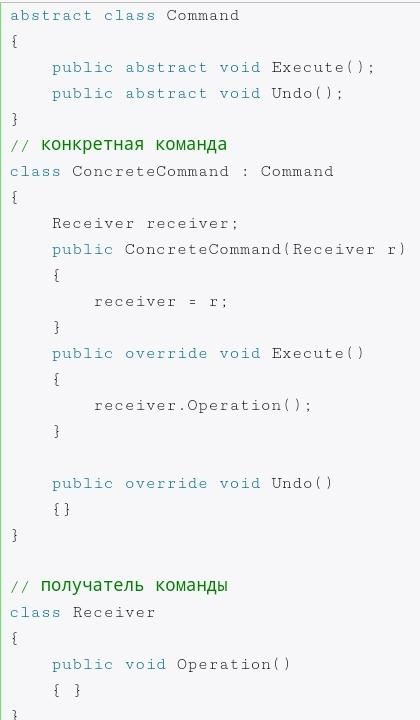 abstract class Command
{
    public abstract void Execute();
    public abstract void Undo();
}
// конкретная команда
class ConcreteCommand : Command
{
    Receiver receiver;
    public ConcreteCommand(Receiver r)
    {
        receiver = r;
    }
    public override void Execute()
    {
        receiver.Operation();
    }

    public override void Undo()
    {}
}

// получатель команды
class Receiver
{
    public void Operation()
    { }
}